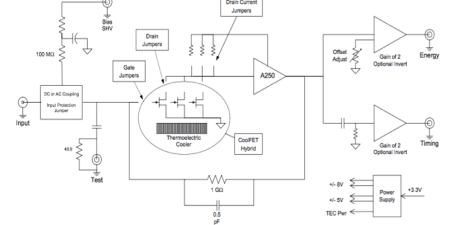 Bias
SHV
Drain Current
Jumpers
Drain
Jumpers
100 MΩ
Gate
Jumpers
A250
Offset
Adjust
Energy
Gain of 2
Optional Invert
DC or AC Coupling
Input Protection
Jumper
Input
Thermoelectric
Cooler
CoolFET
Hybrid
Timing
Gain of 2
Optional Invert
Test
1 GΩ
0.5
pF
+/- 8V
+/- 5V
TEC Pwr
Power
Supply
+3.3V